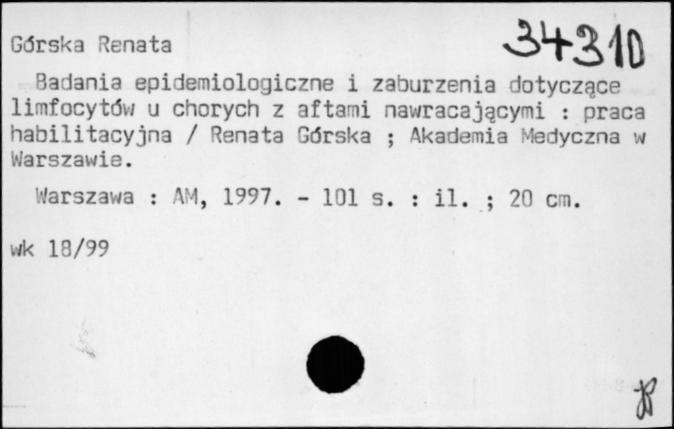 34310
Górska Renata
Badania epidemiologiczne i zaburzenia dotyczące
limfocytów u chorych z aftami nawracającymi : praca
habilitacyjna / Renata Górska ; Akademia Medyczna w
Warszawie.
Warszawa : AM, 1997. - 101 s. : il. ; 20 cm.
wk 18/99